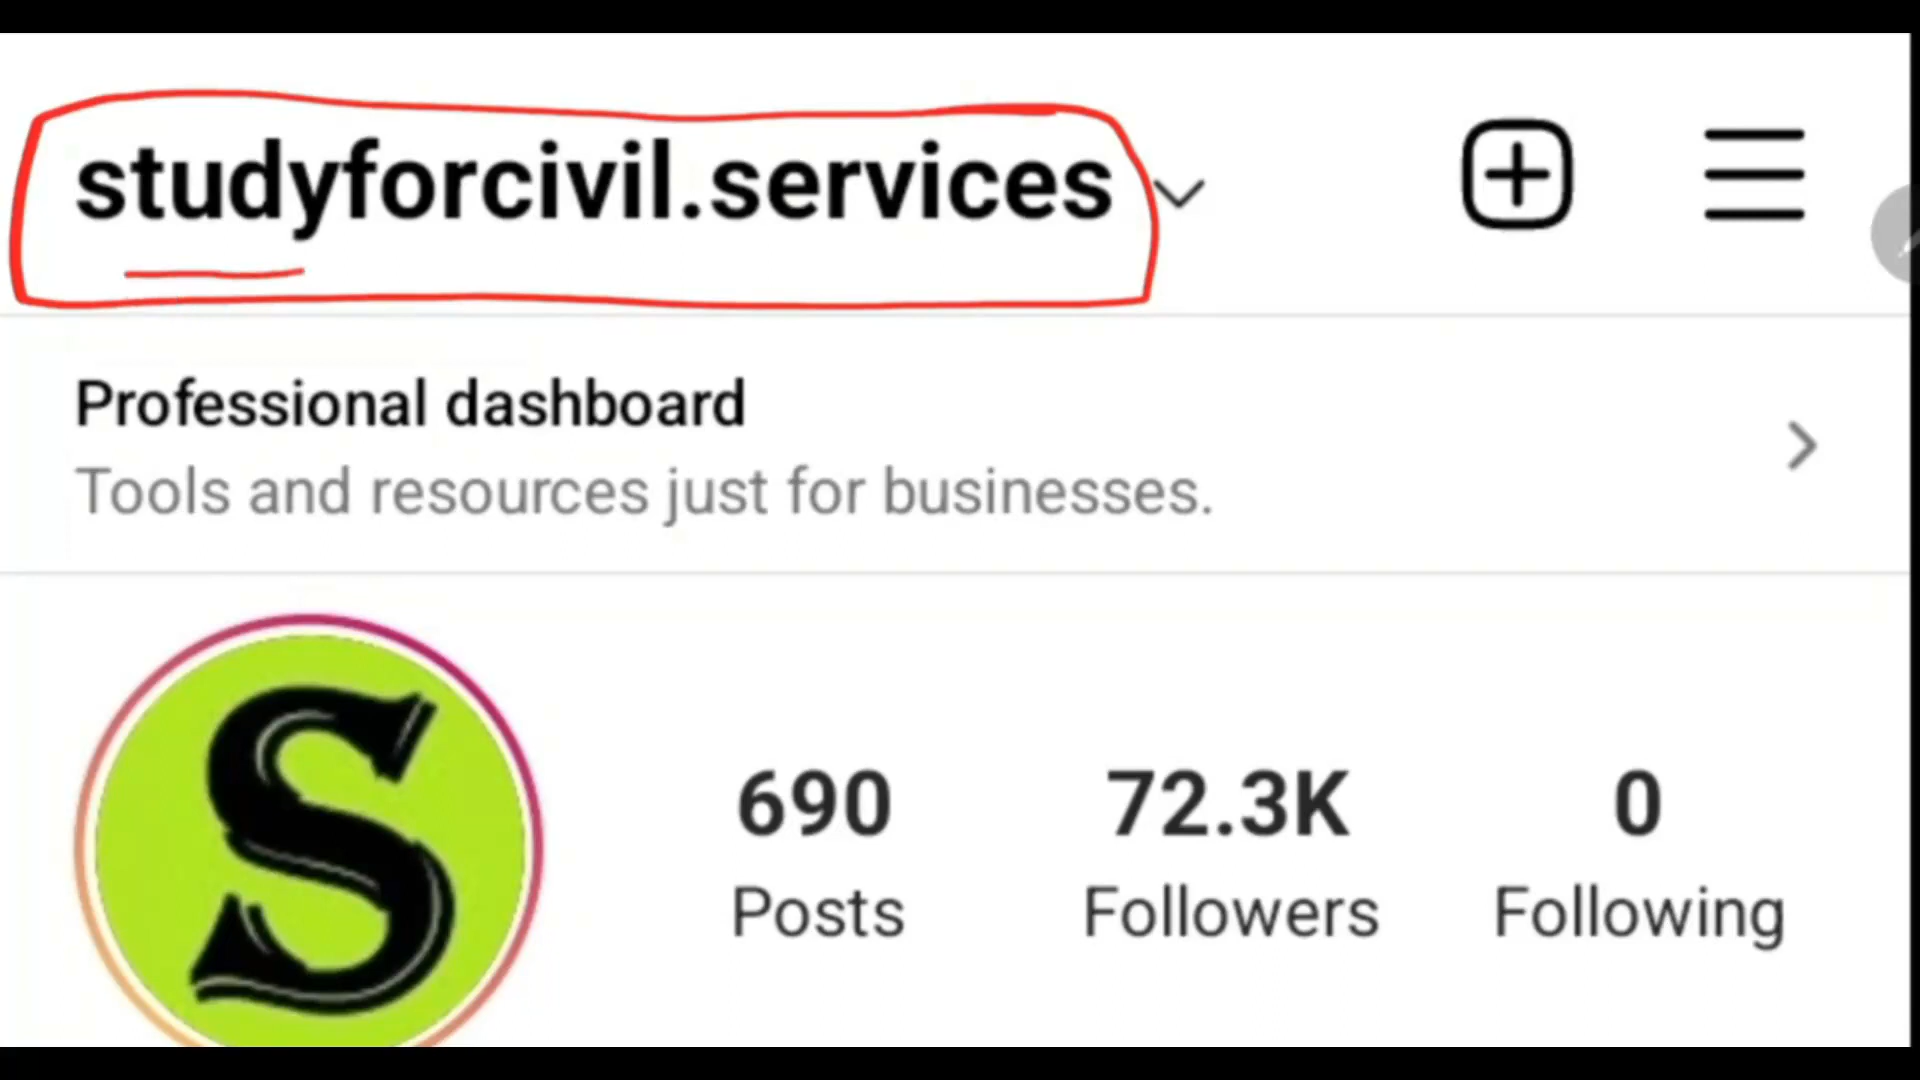 studyforcivil.services
Professional dashboard
Tools and resources just for businesses.
S
690 72.3K 0
Posts Followers Following